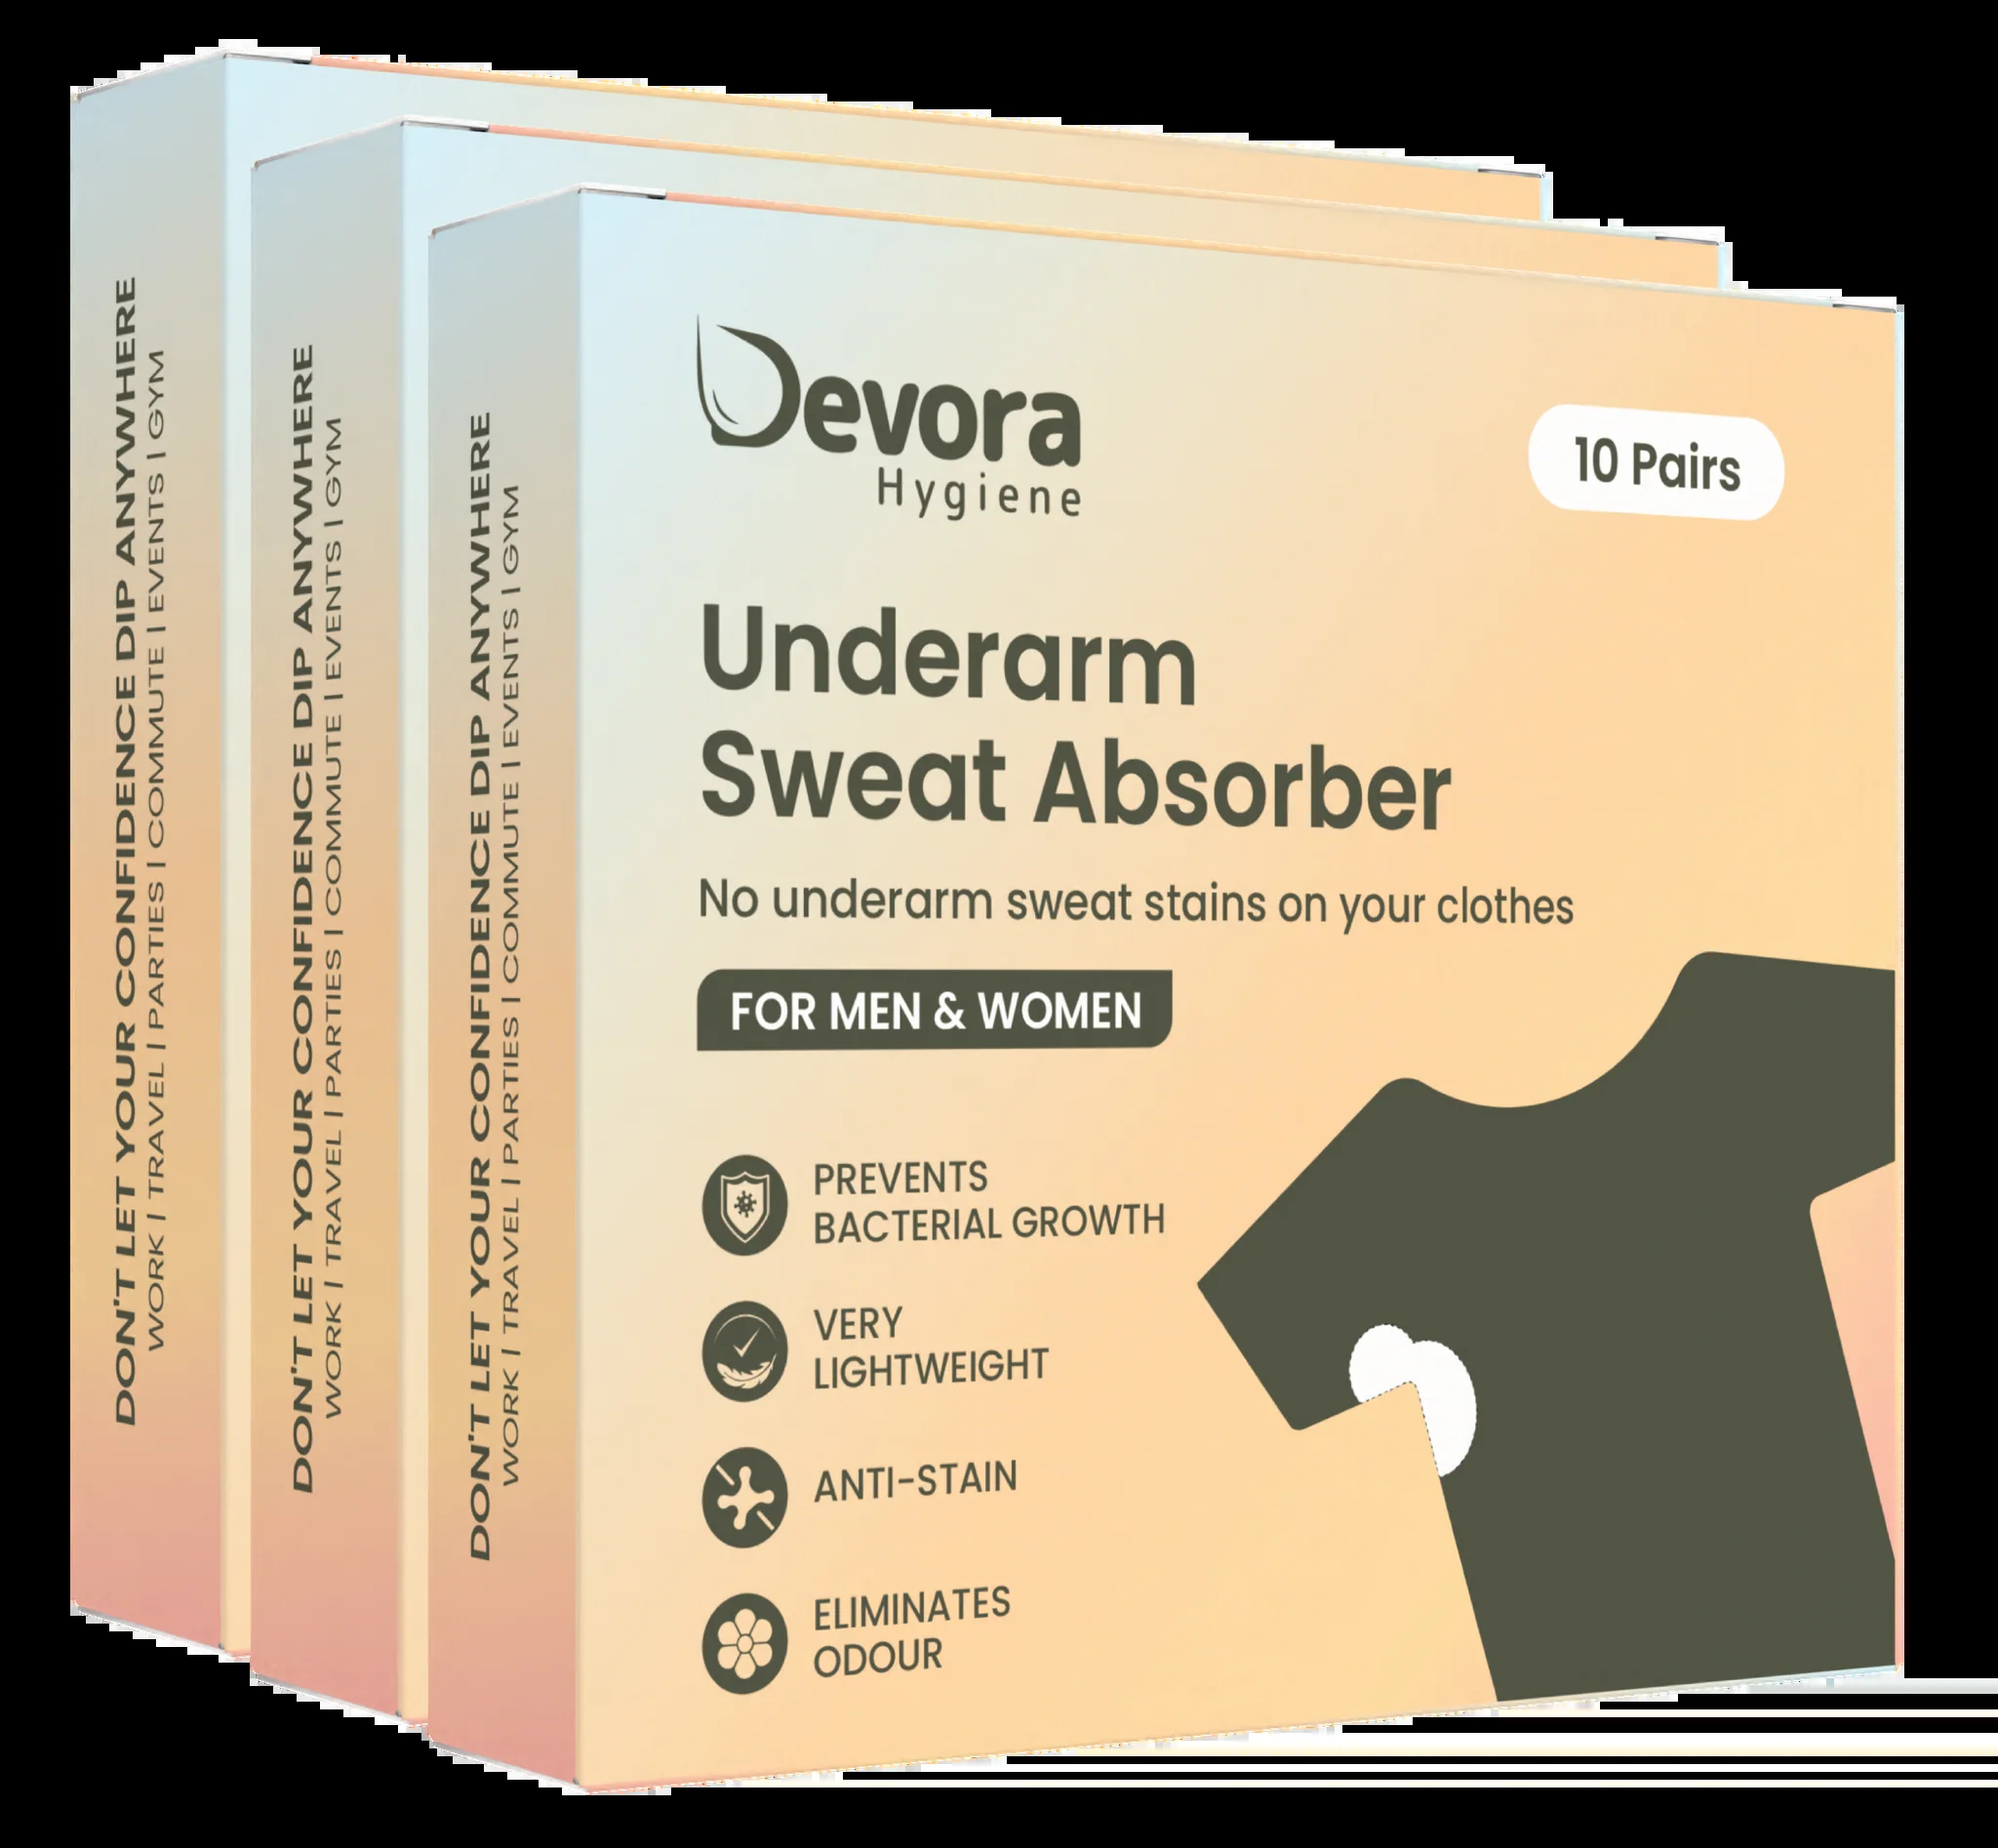 DON'T LET YOUR CONFIDENCE DIP ANYWHERE
WORK | TRAVEL | PARTIES | COMMUTE | EVENTS | GYM
DON'T LET YOUR CONFIDENCE DIP ANYWHERE
WORK | TRAVEL | PARTIES | COMMUTE | EVENTS | GYM
DON'T LET YOUR CONFIDENCE DIP ANYWHERE
WORK | TRAVEL | PARTIES | COMMUTE | EVENTS | GYM
Devora
Hygiene
10 Pairs
Underarm
Sweat Absorber
No underarm sweat stains on your clothes
FOR MEN & WOMEN
PREVENTS
BACTERIAL GROWTH
VERY
LIGHTWEIGHT
ANTI-STAIN
ELIMINATES
ODOUR